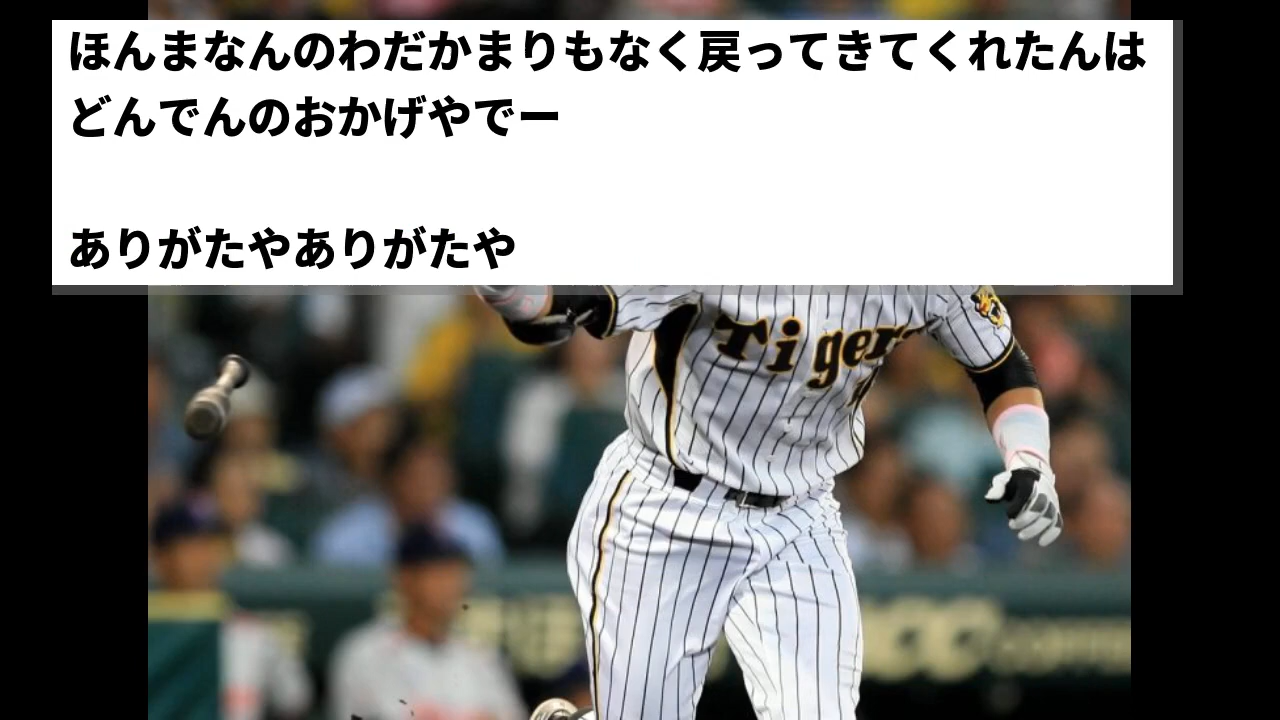 ほんまなんのわだかまりもなく戻ってきてくれたんは
どんでんのおかげやでー
ありがたやありがたや
Tigers